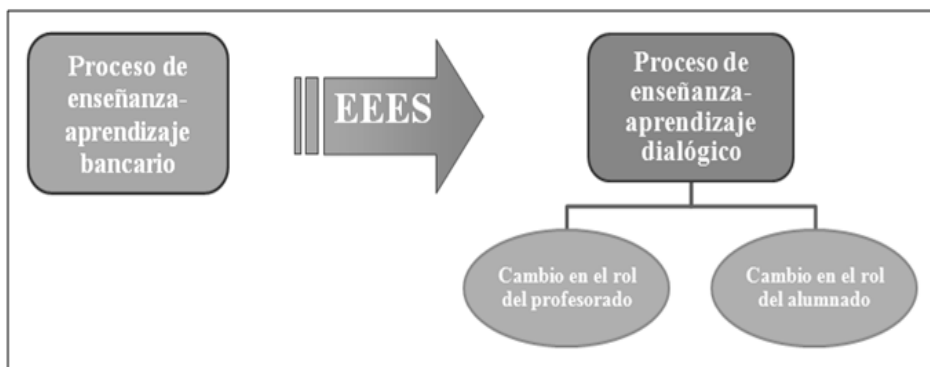 Proceso de
enseñanza-
aprendizaje
bancario
EEES
Proceso de
enseñanza-
aprendizaje
dialógico
Cambio en el rol
del profesorado
Cambio en el rol
del alumnado